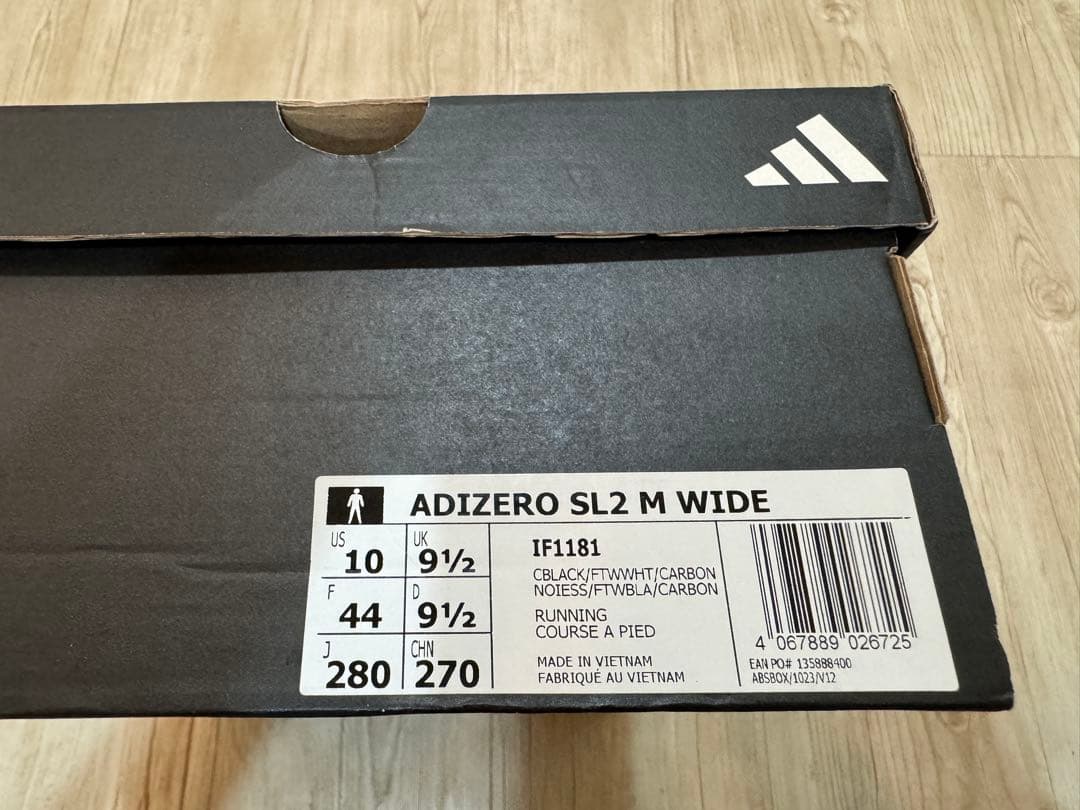 ADIZERO SL2 M WIDE
US 10 UK 9½
F 44 D 9½
J 280 CHN 270
IF1181
CBLACK/FTWWHT/CARBON
NOIESS/FTWBLA/CARBON
RUNNING
COURSE A PIED
MADE IN VIETNAM
FABRIQUÉ AU VIETNAM
4 067889 026725
EAN PO# 135888400
ABSBOX/1023/V12